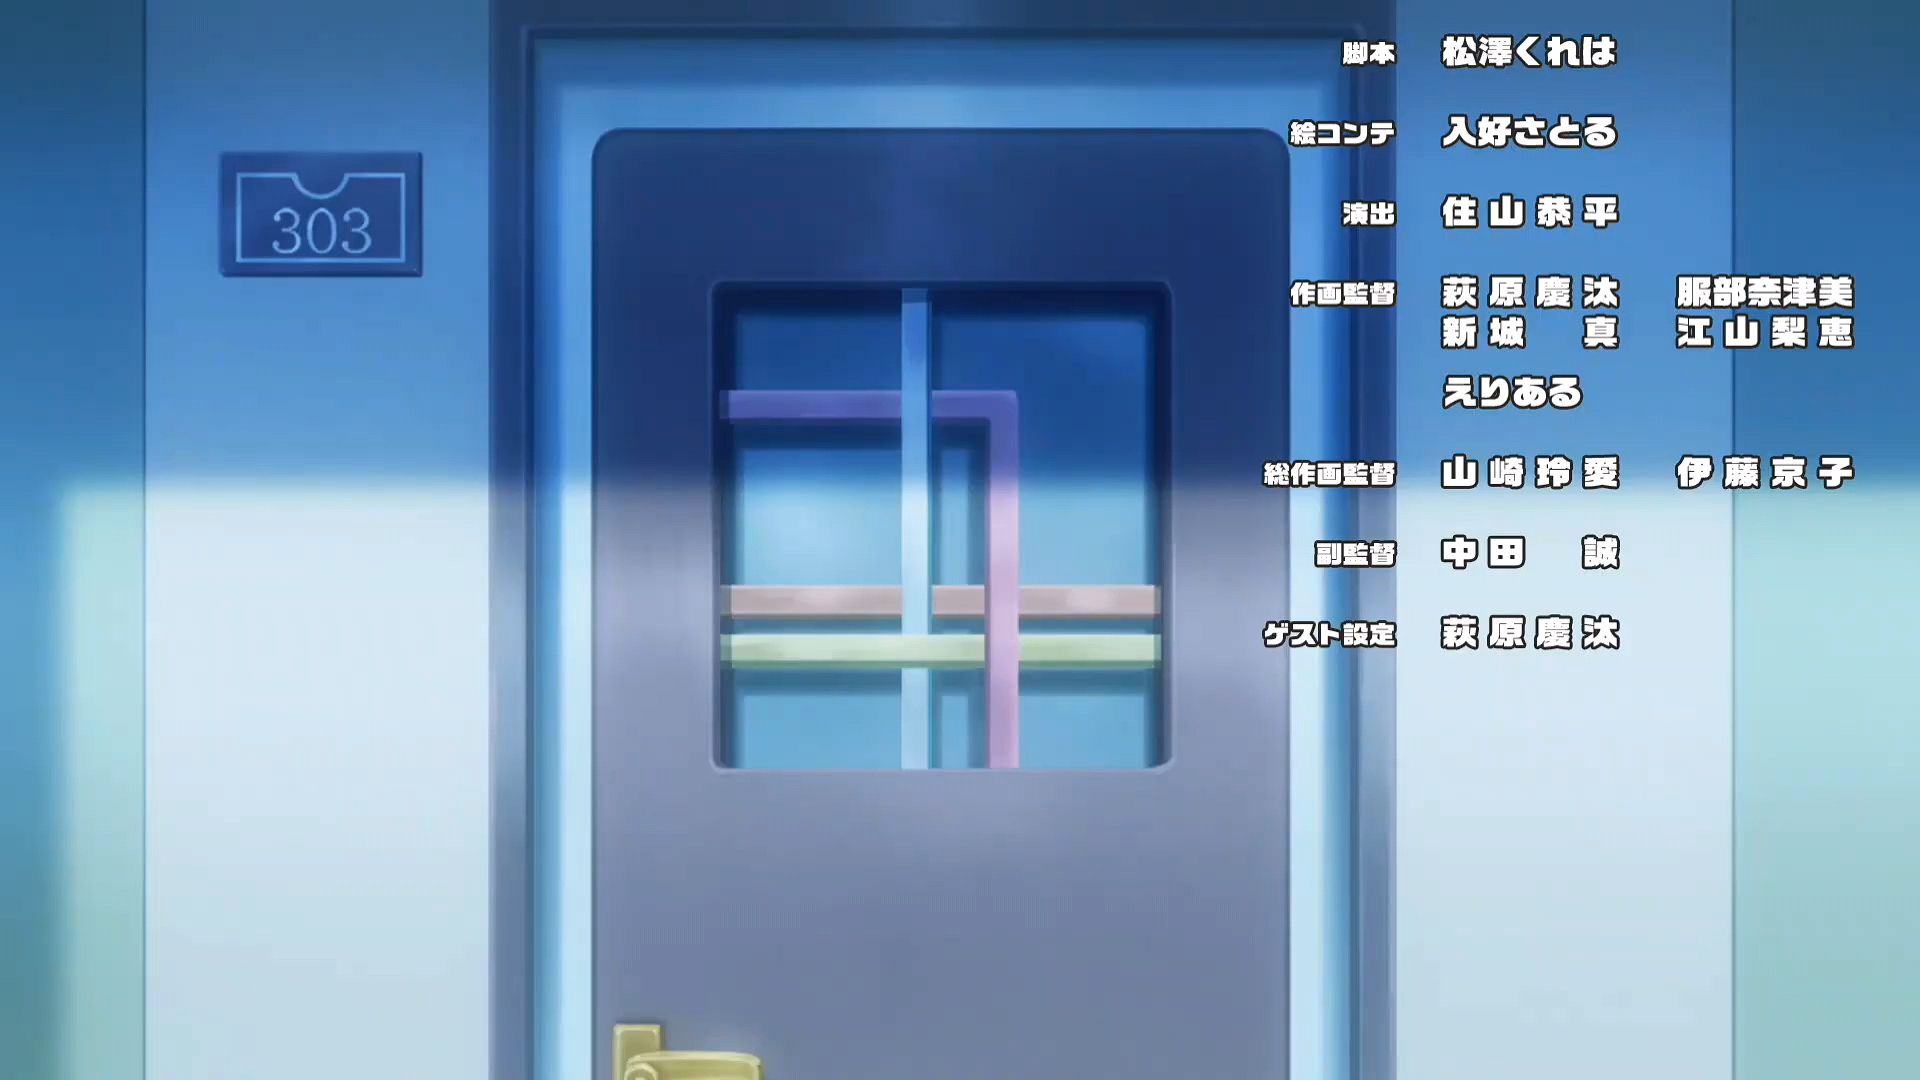 303
脚本 松澤くれは
絵コンテ 入好さとる
演出 住山恭平
作画監督 萩原慶汰 服部奈津美
新城 真 江山梨恵
えりある
総作画監督 山崎玲愛 伊藤京子
副監督 中田 誠
ゲスト設定 萩原慶汰